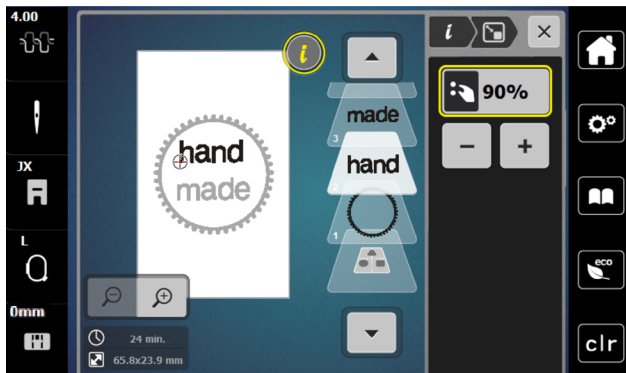 4.00
i
i
90%
made
3
hand
hand
made
JX
1
L
eco
0mm
24 min.
65.8x23.9 mm
clr